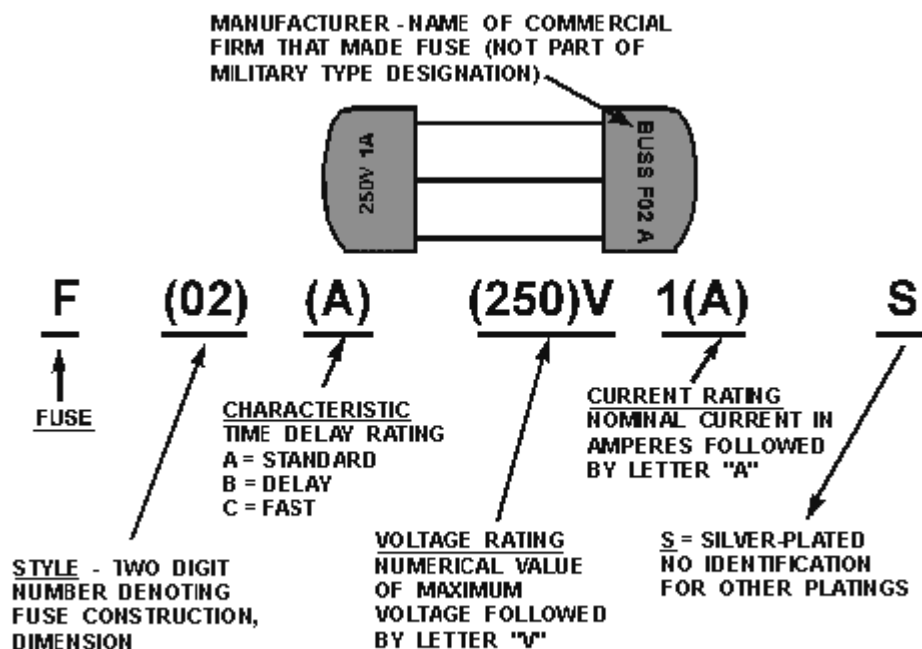 MANUFACTURER - NAME OF COMMERCIAL
FIRM THAT MADE FUSE (NOT PART OF
MILITARY TYPE DESIGNATION)
250V 1A
BUSS F02 A
F (02) (A) (250)V 1(A) S
FUSE
CHARACTERISTIC
TIME DELAY RATING
A = STANDARD
B = DELAY
C = FAST
CURRENT RATING
NOMINAL CURRENT IN
AMPERES FOLLOWED
BY LETTER "A"
STYLE - TWO DIGIT
NUMBER DENOTING
FUSE CONSTRUCTION,
DIMENSION
VOLTAGE RATING
NUMERICAL VALUE
OF MAXIMUM
VOLTAGE FOLLOWED
BY LETTER "V"
S = SILVER-PLATED
NO IDENTIFICATION
FOR OTHER PLATINGS